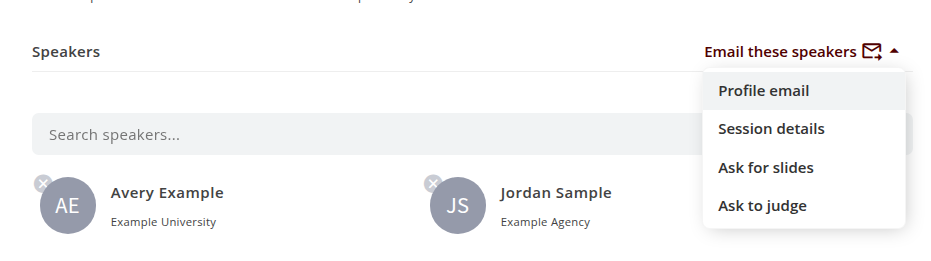 Speakers
Email these speakers
Profile email
Session details
Ask for slides
Ask to judge
Search speakers...
AE
Avery Example
Example University
JS
Jordan Sample
Example Agency